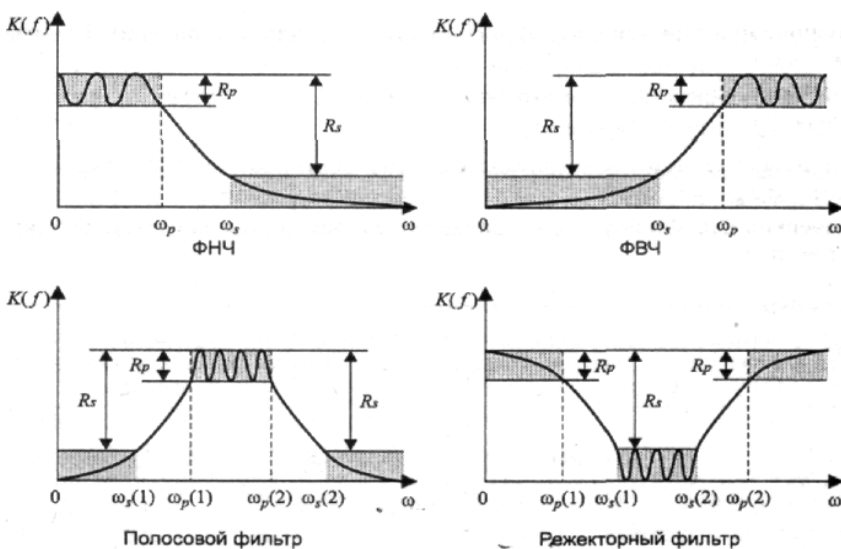 K(f)
Rp
Rs
0
ωp
ωs
ω
ФНЧ
K(f)
Rp
Rs
0
ωs
ωp
ω
ФВЧ
K(f)
Rs
Rp
Rs
0
ωs(1)
ωp(1)
ωp(2)
ωs(2)
ω
Полосовой фильтр
K(f)
Rp
Rs
Rp
0
ωp(1)
ωs(1)
ωs(2)
ωp(2)
ω
Режекторный фильтр